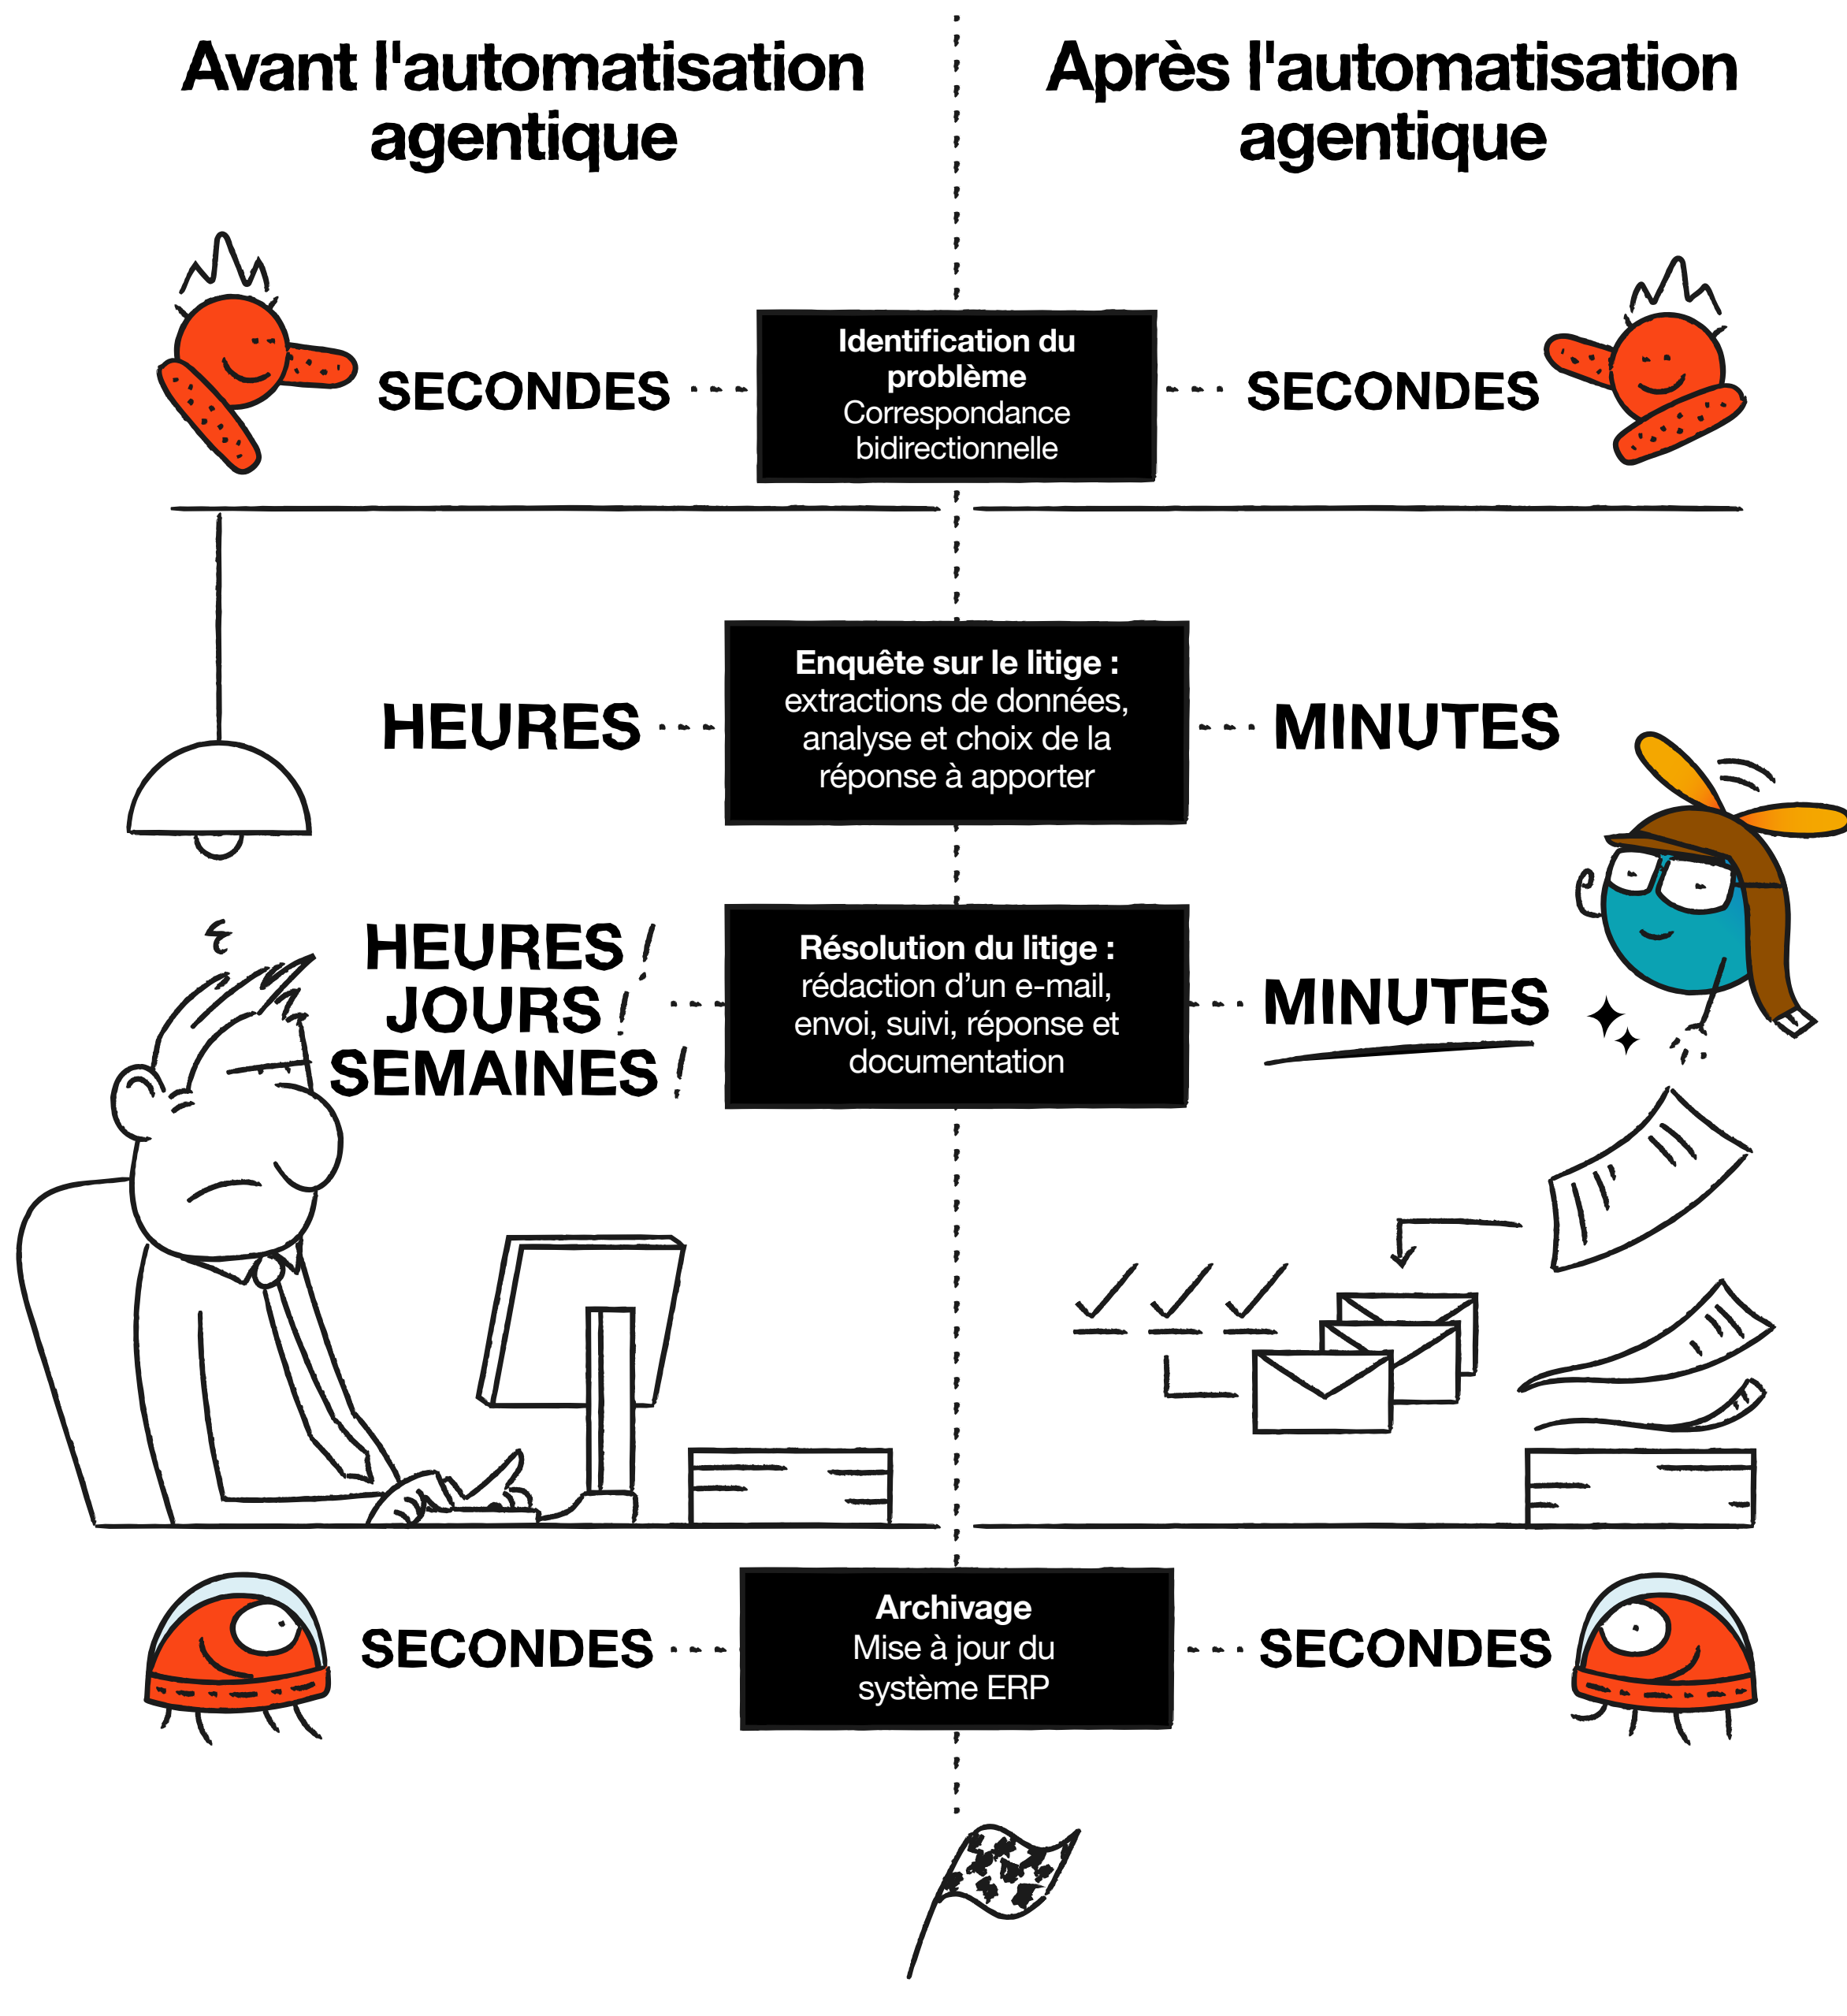 Avant l'automatisation
agentique
Après l'automatisation
agentique
SECONDES
Identification du
problème
Correspondance
bidirectionnelle
SECONDES
HEURES
Enquête sur le litige :
extractions de données,
analyse et choix de la
réponse à apporter
MINUTES
HEURES !
JOURS !
SEMAINES !
Résolution du litige :
rédaction d’un e-mail,
envoi, suivi, réponse et
documentation
MINUTES
SECONDES
Archivage
Mise à jour du
système ERP
SECONDES